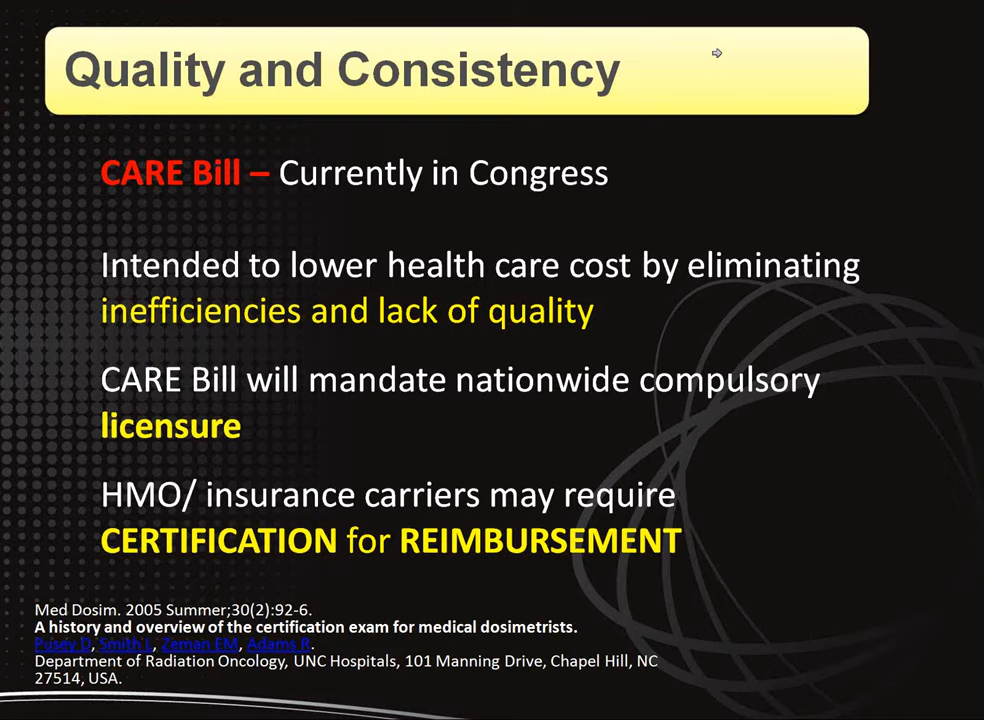 Quality and Consistency
CARE Bill – Currently in Congress
Intended to lower health care cost by eliminating
inefficiencies and lack of quality
CARE Bill will mandate nationwide compulsory
licensure
HMO/ insurance carriers may require
CERTIFICATION for REIMBURSEMENT
Med Dosim. 2005 Summer;30(2):92-6.
A history and overview of the certification exam for medical dosimetrists.
Pusey D, Smith L, Zeman EM, Adams R.
Department of Radiation Oncology, UNC Hospitals, 101 Manning Drive, Chapel Hill, NC
27514, USA.